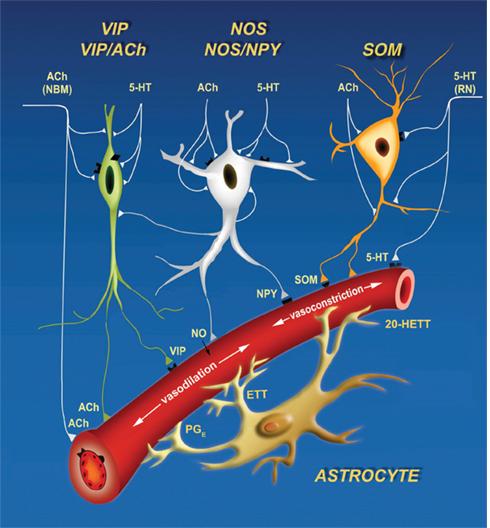 VIP
VIP/ACh
NOS
NOS/NPY
SOM
ACh
(NBM)
5-HT
ACh
5-HT
ACh
5-HT
(RN)
5-HT
SOM
NPY
vasoconstriction
20-HETT
NO
VIP
vasodilation
ETT
ACh
ACh
PGE
ASTROCYTE